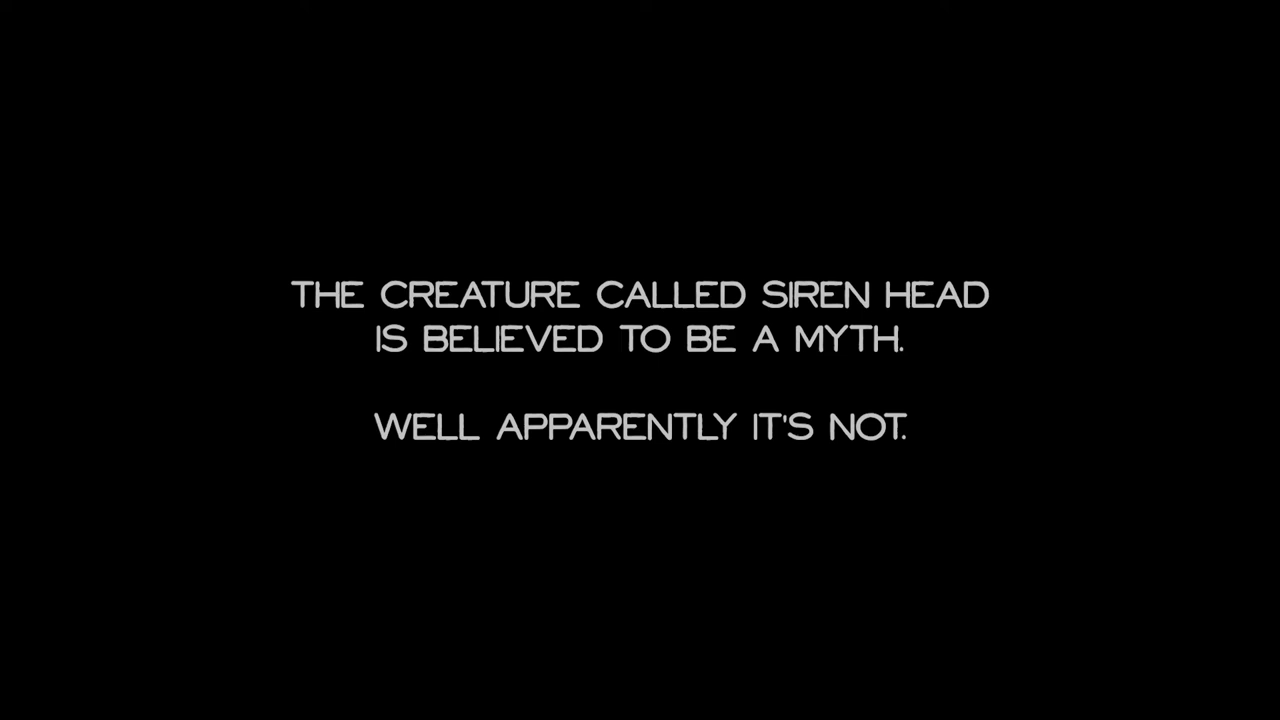 THE CREATURE CALLED SIREN HEAD
IS BELIEVED TO BE A MYTH.
WELL APPARENTLY IT'S NOT.